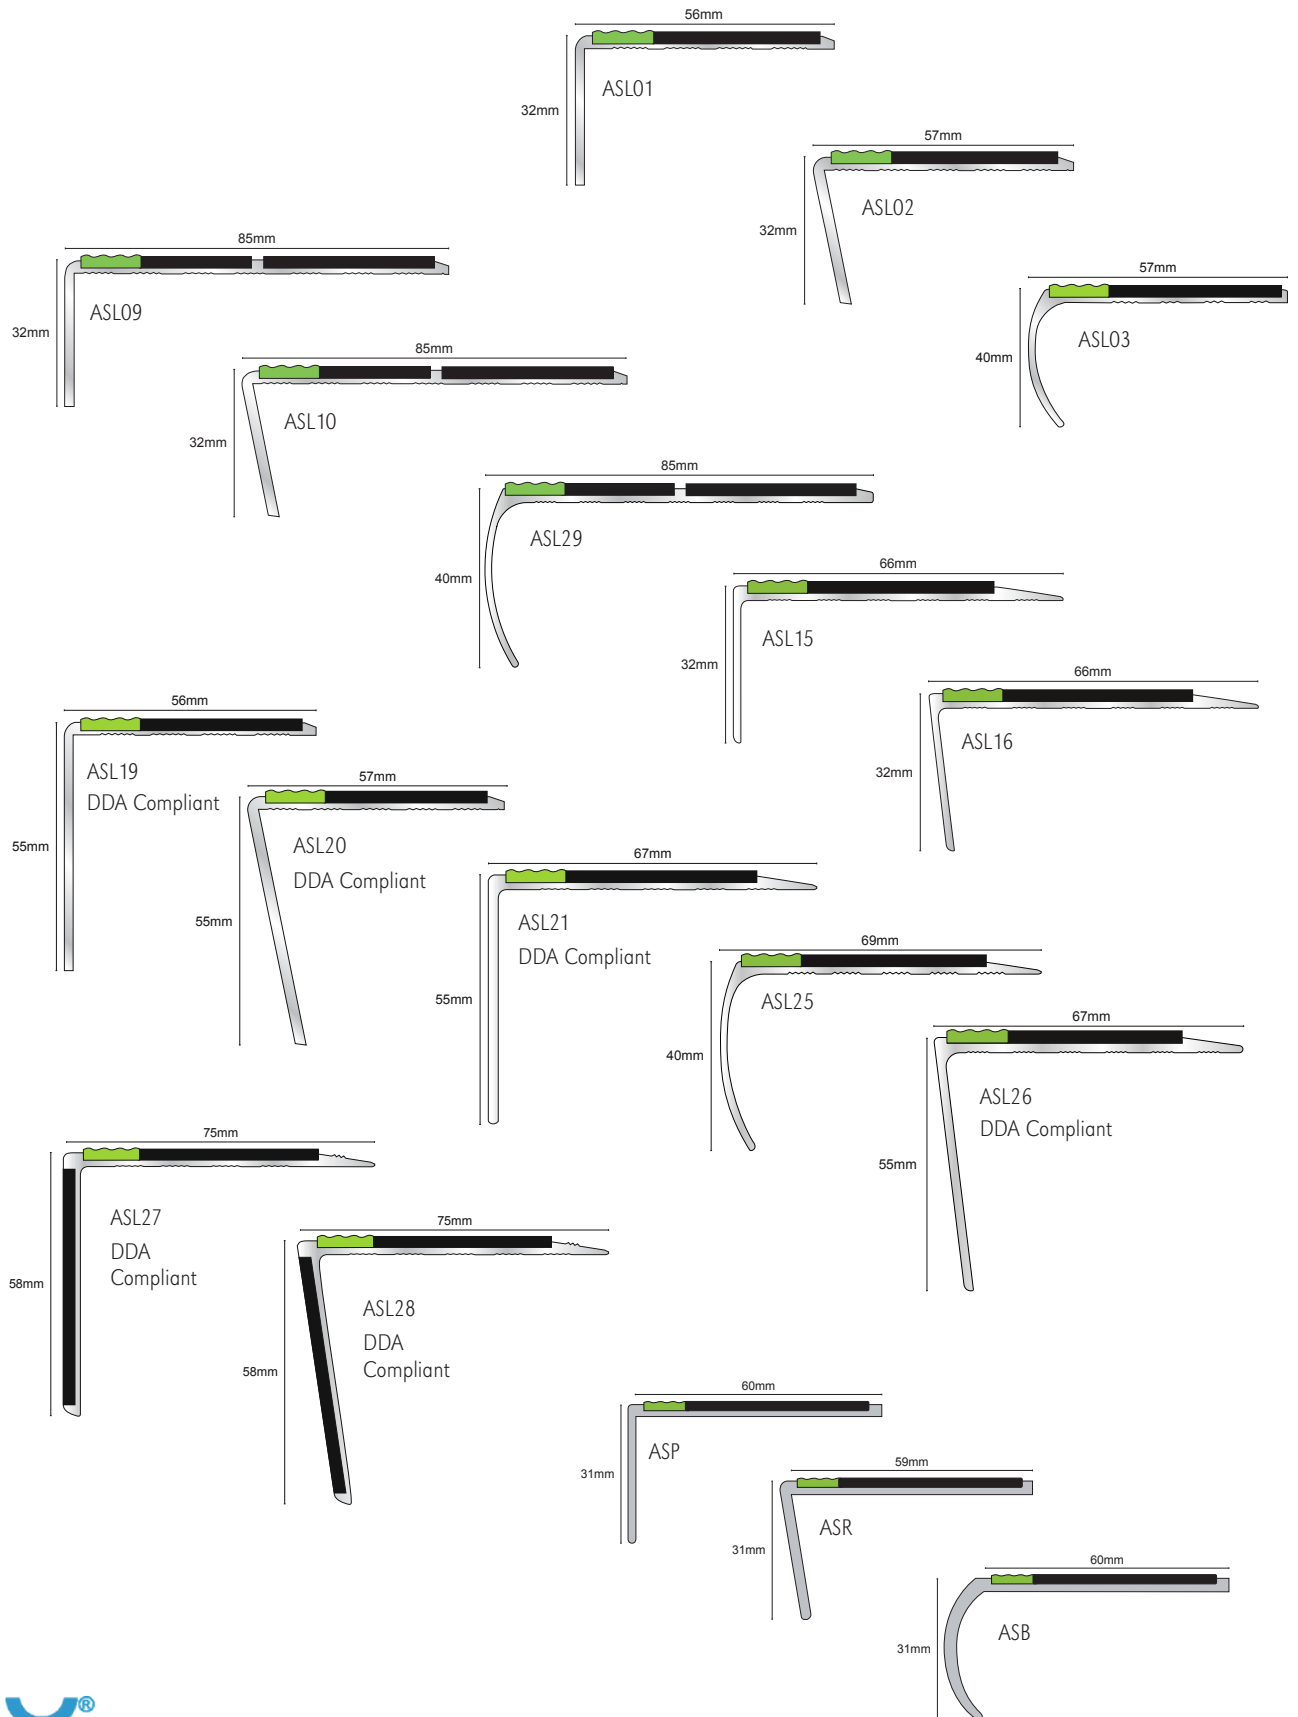 56mm
32mm
ASL01
57mm
32mm
ASL02
85mm
32mm
ASL09
57mm
40mm
ASL03
85mm
32mm
ASL10
85mm
40mm
ASL29
66mm
32mm
ASL15
66mm
32mm
ASL16
56mm
55mm
ASL19
DDA Compliant
57mm
55mm
ASL20
DDA Compliant
67mm
55mm
ASL21
DDA Compliant
69mm
40mm
ASL25
67mm
55mm
ASL26
DDA Compliant
75mm
58mm
ASL27
DDA
Compliant
75mm
58mm
ASL28
DDA
Compliant
60mm
31mm
ASP
59mm
31mm
ASR
60mm
31mm
ASB
®